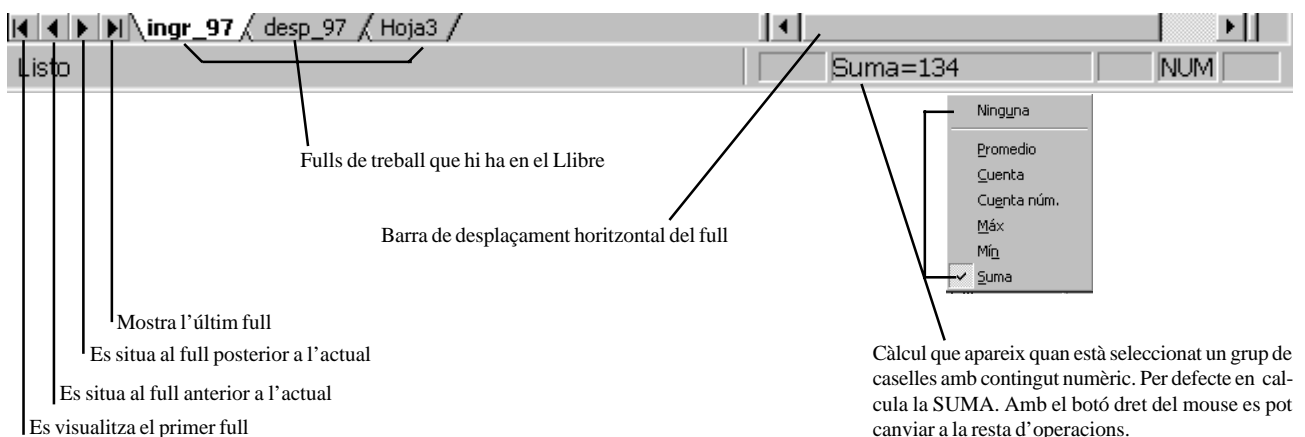 ingr_97 desp_97 Hoja3
Listo
Suma=134
NUM
Ninguna
Promedio
Cuenta
Cuenta núm.
Máx
Mín
Suma
Fulls de treball que hi ha en el Llibre
Barra de desplaçament horitzontal del full
Mostra l’últim full
Es situa al full posterior a l’actual
Es situa al full anterior a l’actual
Es visualitza el primer full
Càlcul que apareix quan està seleccionat un grup de
caselles amb contingut numèric. Per defecte en cal-
cula la SUMA. Amb el botó dret del mouse es pot
canviar a la resta d’operacions.